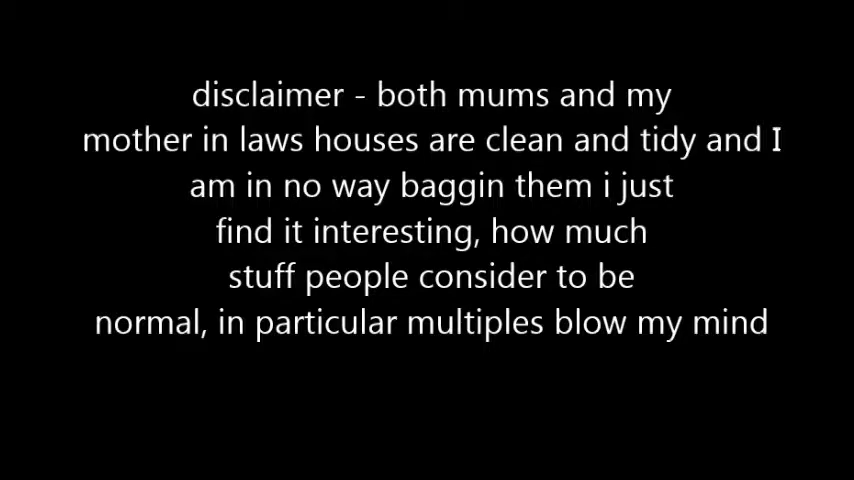 disclaimer - both mums and my
mother in laws houses are clean and tidy and I
am in no way baggin them i just
find it interesting, how much
stuff people consider to be
normal, in particular multiples blow my mind